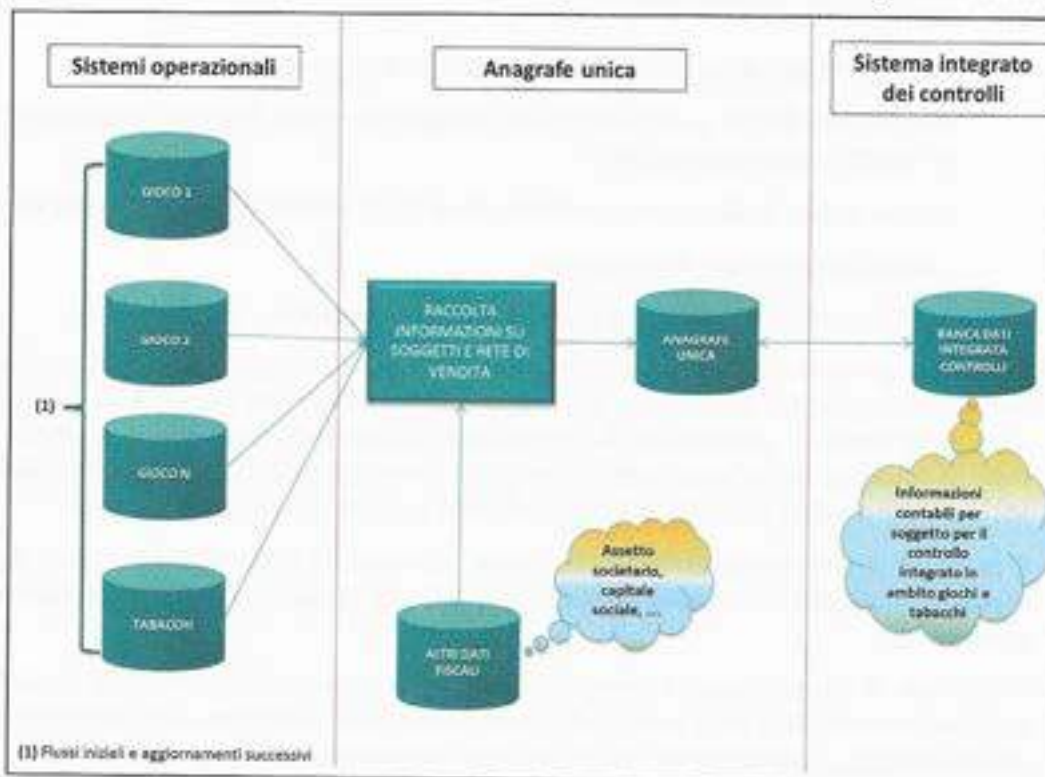 Sistemi operazionali
Anagrafe unica
Sistema integrato
dei controlli
GIOCO 1
GIOCO 2
GIOCO N
TABACCHI
(1)
RACCOLTA
INFORMAZIONI SU
SOGGETTI E RETE DI
VENDITA
ANAGRAFE
UNICA
BANCA DATI
INTEGRATA
CONTROLLI
Assetto
societario,
capitale
sociale, ...
ALTRI DATI
FISCALI
Informazioni
contabili per
soggetto per il
controllo
integrato in
ambito giochi e
tabacchi
(1) Flussi iniziali e aggiornamenti successivi